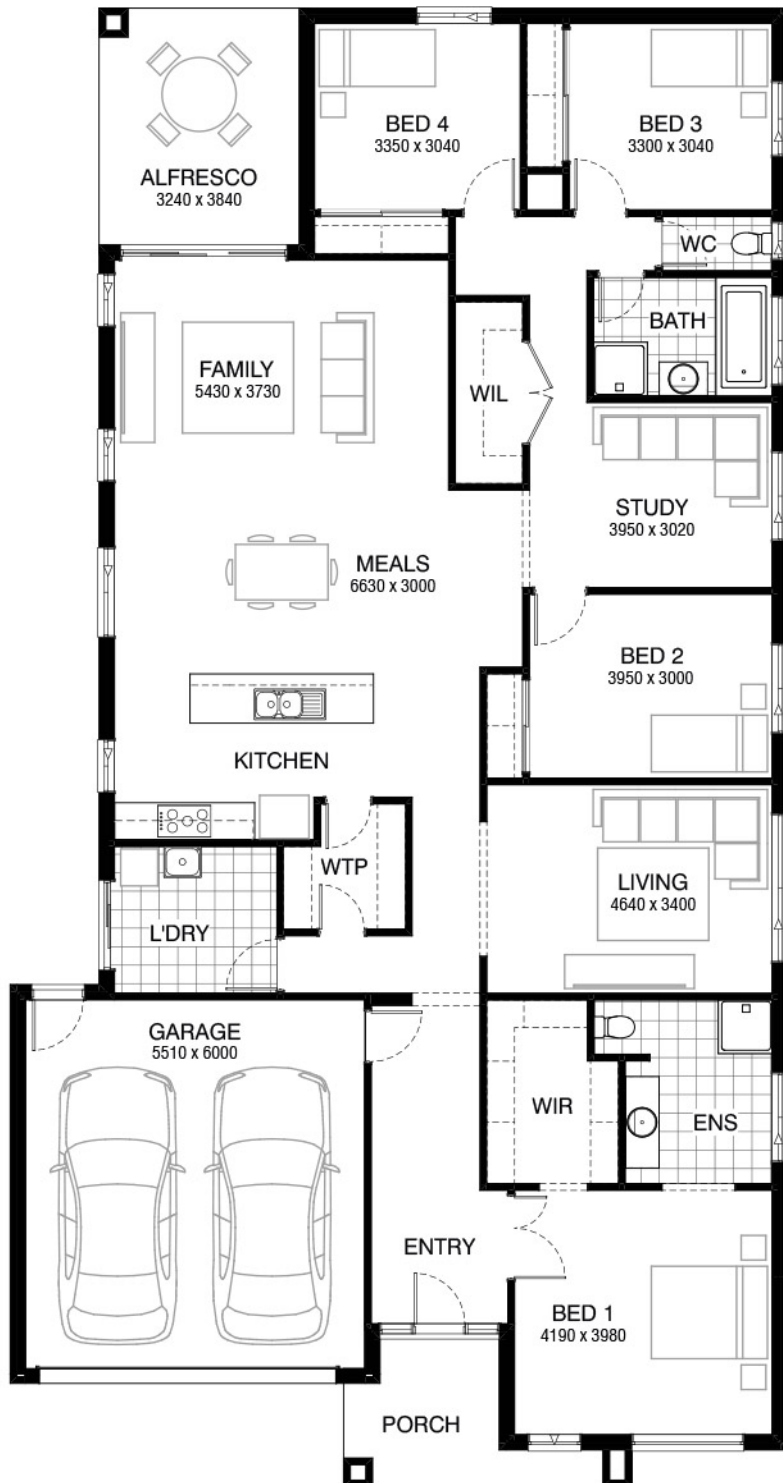 BED 4
3350 x 3040
BED 3
3300 x 3040
ALFRESCO
3240 x 3840
WC
BATH
FAMILY
5430 x 3730
WIL
STUDY
3950 x 3020
MEALS
6630 x 3000
BED 2
3950 x 3000
KITCHEN
WTP
LIVING
4640 x 3400
L'DRY
GARAGE
5510 x 6000
WIR
ENS
ENTRY
BED 1
4190 x 3980
PORCH